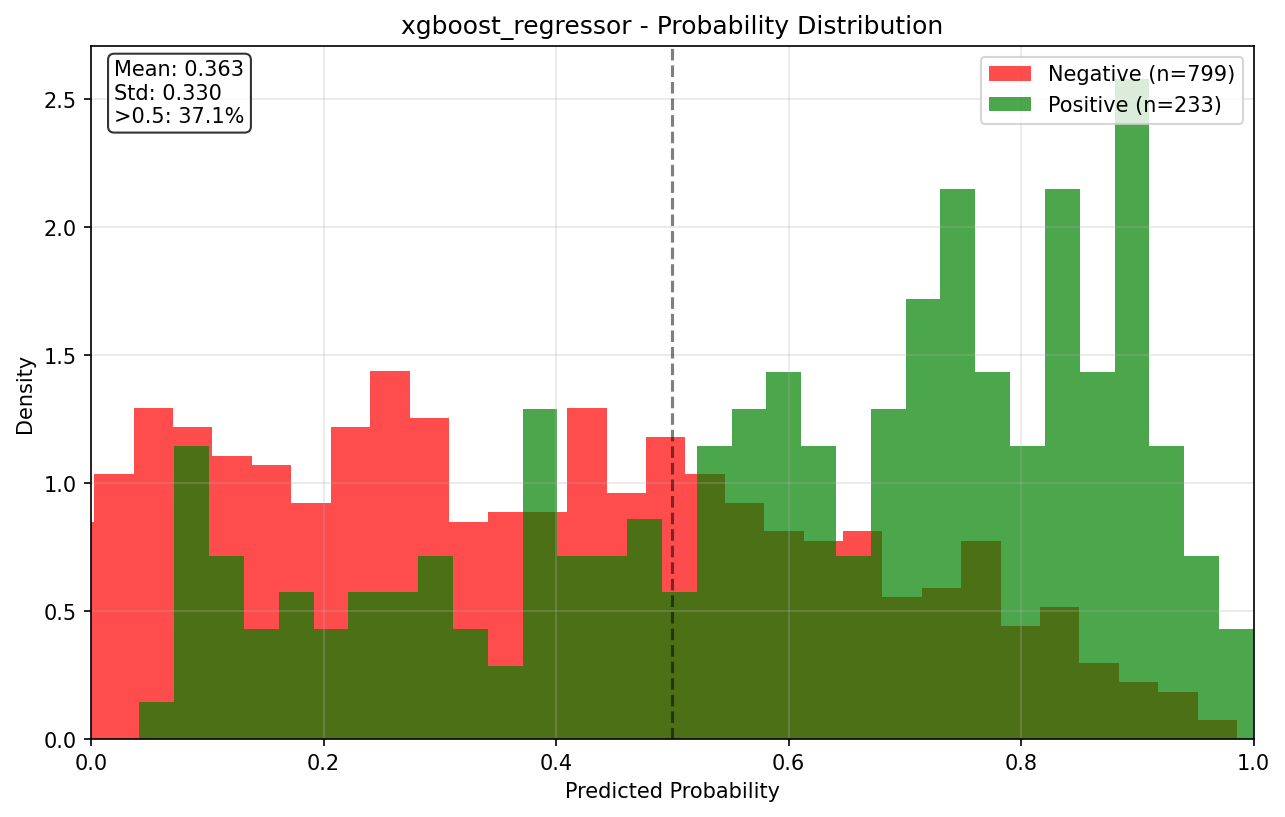 xgboost_regressor - Probability Distribution
Mean: 0.363
Std: 0.330
>0.5: 37.1%
Negative (n=799)
Positive (n=233)
2.5
2.0
1.5
1.0
0.5
0.0
Density
0.0 0.2 0.4 0.6 0.8 1.0
Predicted Probability